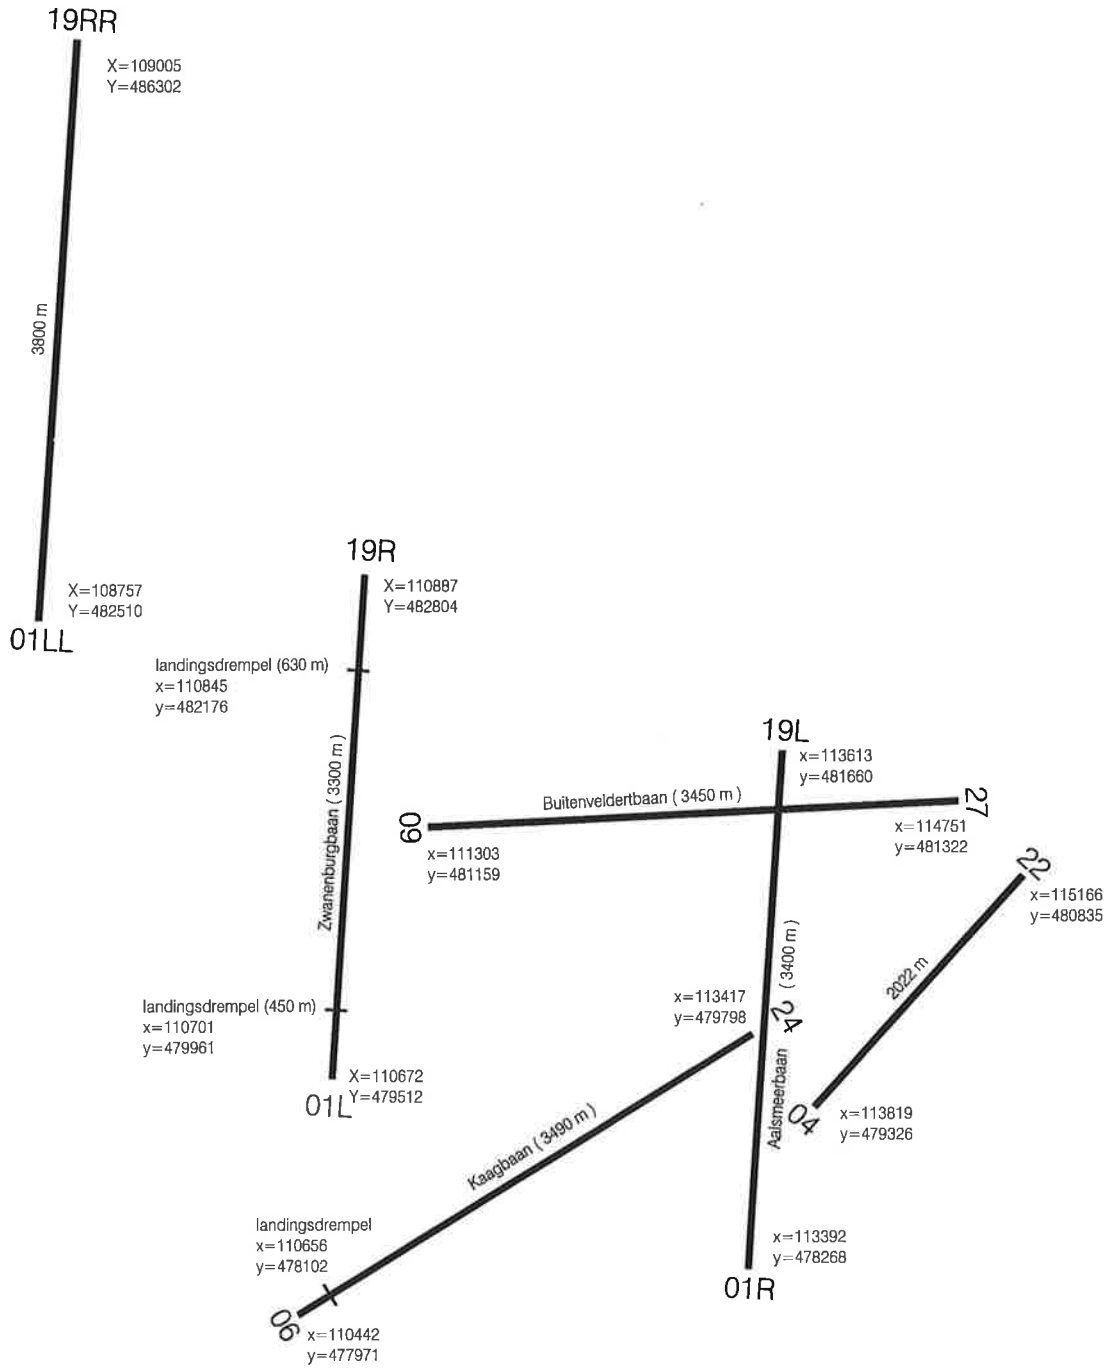 19RR
X=109005
Y=486302
3800 m
X=108757
Y=482510
01LL
19R
X=110887
Y=482804
landingsdrempel (630 m)
x=110845
y=482176
Zwanenburgbaan ( 3300 m )
landingsdrempel (450 m)
x=110701
y=479961
X=110672
Y=479512
01L
19L
x=113613
y=481660
Buitenveldertbaan ( 3450 m )
09
x=111303
y=481159
27
x=114751
y=481322
22
x=115166
y=480835
2022 m
04
x=113819
y=479326
Aalsmeerbaan ( 3400 m )
x=113417
y=479798
24
Kaagbaan ( 3490 m )
landingsdrempel
x=110656
y=478102
06
x=110442
y=477971
x=113392
y=478268
01R